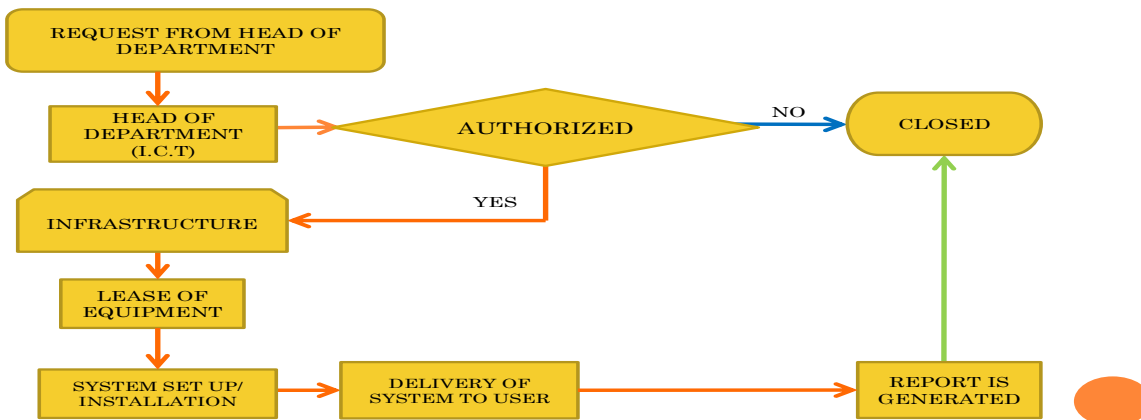 REQUEST FROM HEAD OF
DEPARTMENT
HEAD OF
DEPARTMENT
(I.C.T)
AUTHORIZED
NO
CLOSED
YES
INFRASTRUCTURE
LEASE OF
EQUIPMENT
SYSTEM SET UP/
INSTALLATION
DELIVERY OF
SYSTEM TO USER
REPORT IS
GENERATED